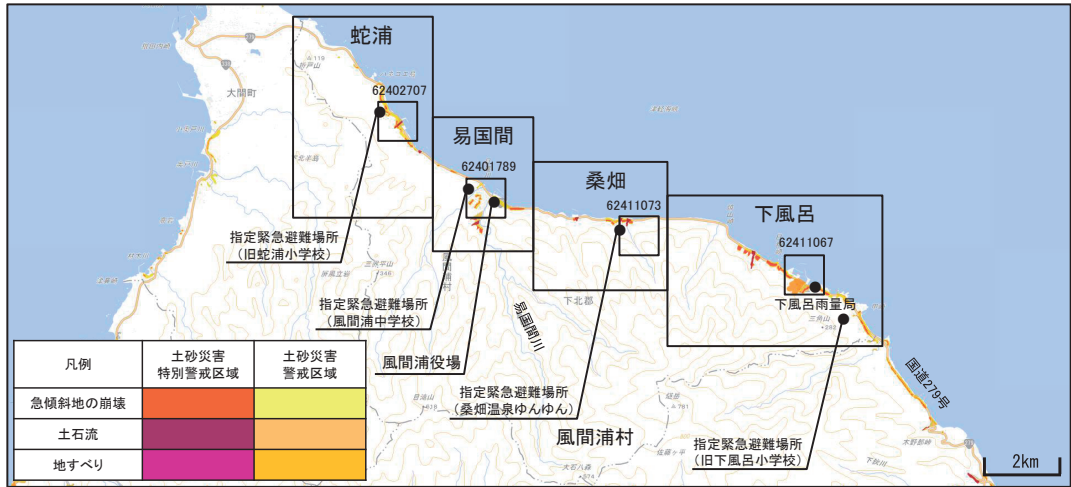 蛇浦
62402707
大間町
易国間
62401789
桑畑
62411073
下風呂
62411067
指定緊急避難場所
(旧蛇浦小学校)
下風呂雨量局
指定緊急避難場所
(風間浦中学校)
風間浦村
下北郡
易国間川
風間浦役場
国道279号
指定緊急避難場所
(桑畑温泉ゆんゆん)
風間浦村
指定緊急避難場所
(旧下風呂小学校)
凡例
土砂災害
特別警戒区域
土砂災害
警戒区域
急傾斜地の崩壊
土石流
地すべり
2km